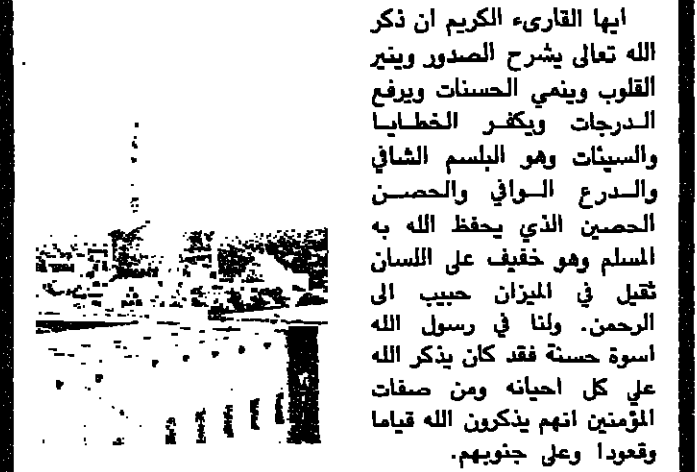 ايها القارىء الكريم ان ذكر
الله تعالى يشرح الصدور وينير
القلوب وينمي الحسنات ويرفع
الدرجات ويكفر الخطايا
والسيئات وهو البلسم الشافي
والدرع الوافي والحصن
الحصين الذي يحفظ الله به
المسلم وهو خفيف على اللسان
ثقيل في الميزان حبيب الى
الرحمن. ولنا في رسول الله
اسوة حسنة فقد كان يذكر الله
علي كل احيانه ومن صفات
المؤمنين انهم يذكرون الله قياما
وقعودا وعلى جنوبهم.